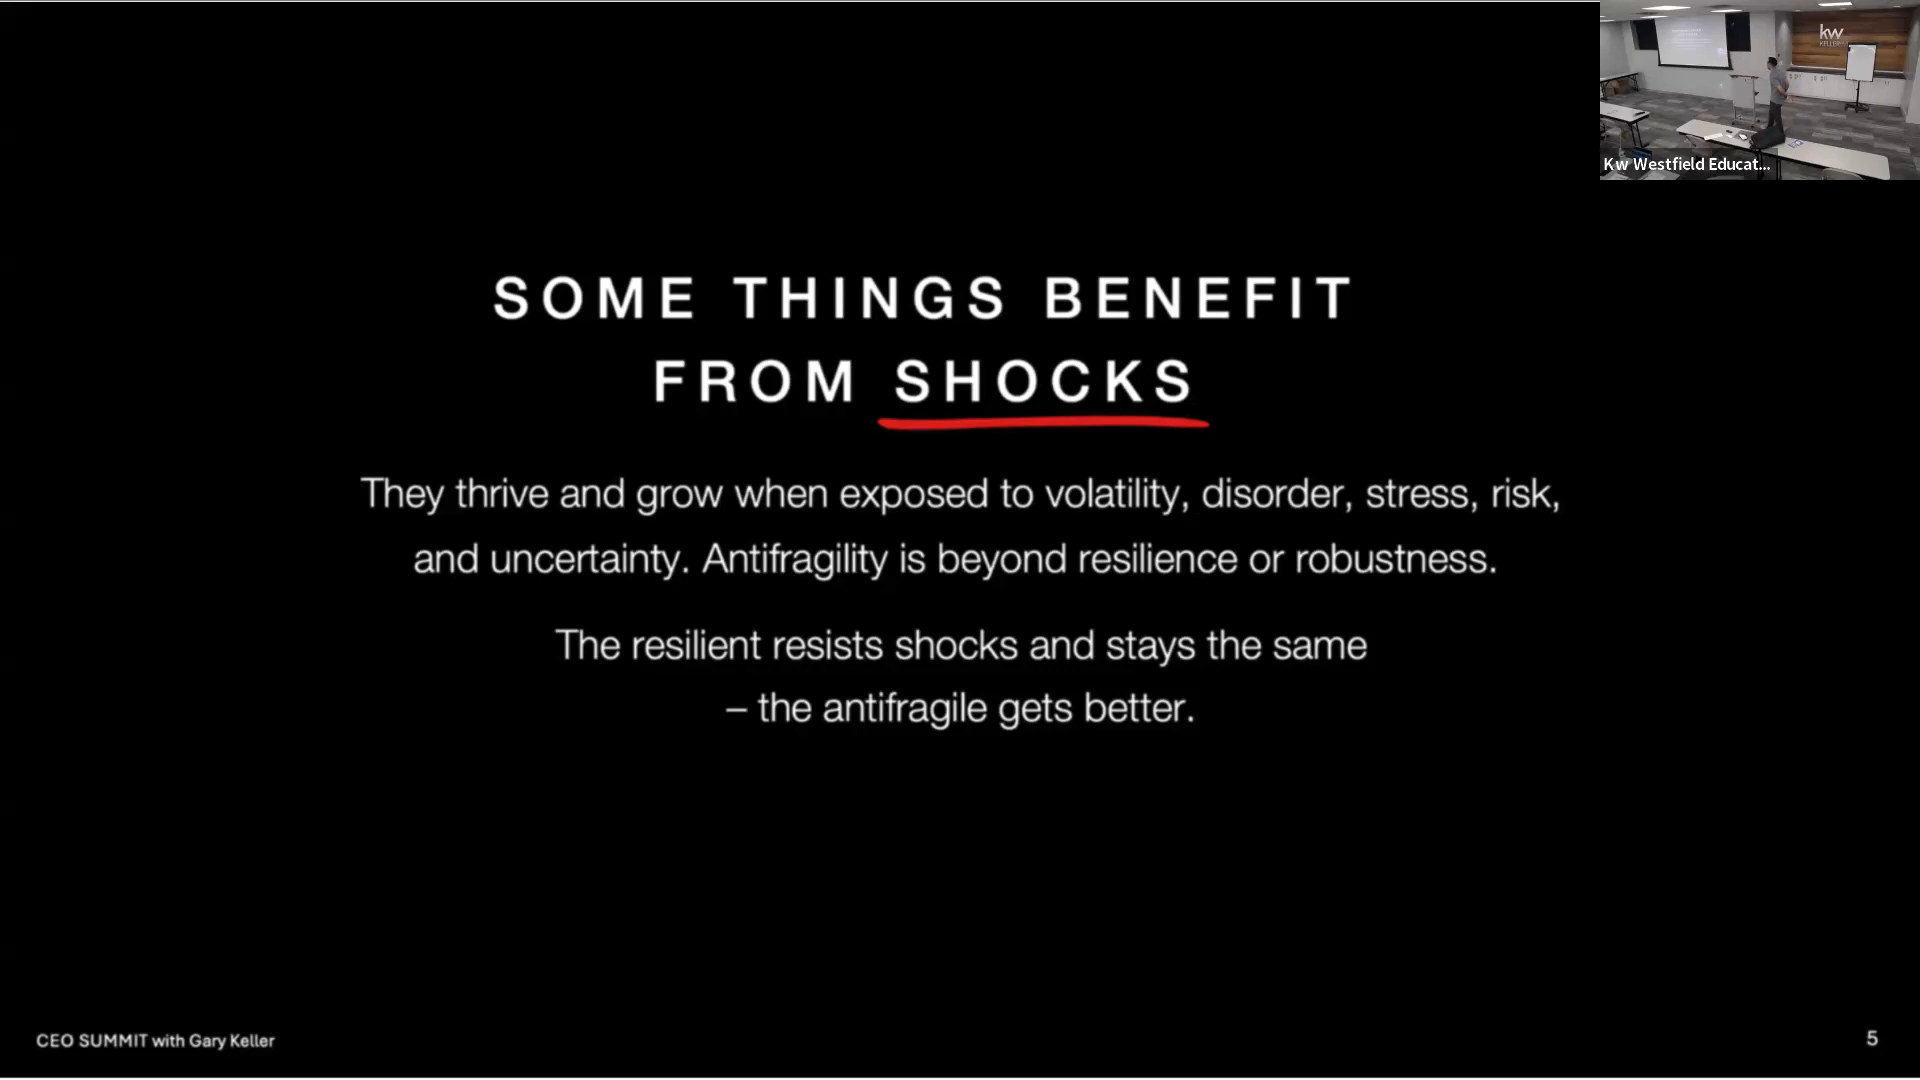 kw
Kw Westfield Educat...
SOME THINGS BENEFIT
FROM SHOCKS
They thrive and grow when exposed to volatility, disorder, stress, risk,
and uncertainty. Antifragility is beyond resilience or robustness.
The resilient resists shocks and stays the same
– the antifragile gets better.
CEO SUMMIT with Gary Keller
5